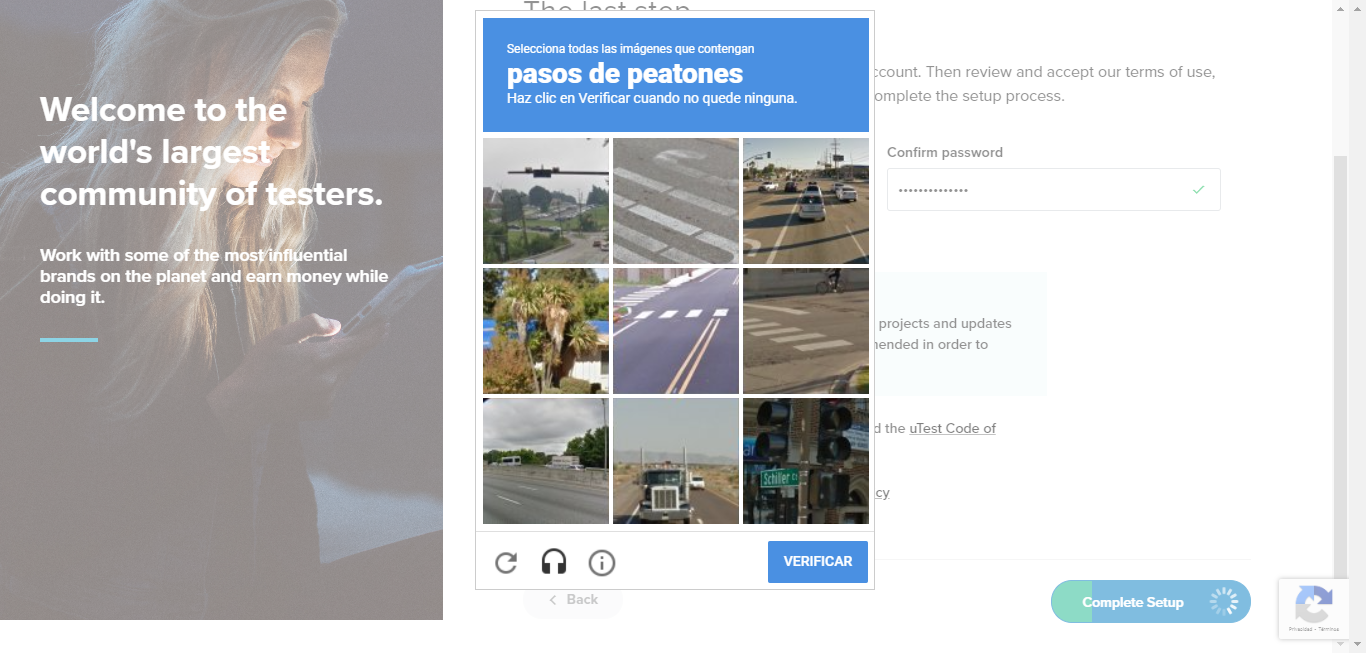 The last step
Welcome to the
world's largest
community of testers.
Work with some of the most influential
brands on the planet and earn money while
doing it.
Selecciona todas las imágenes que contengan
pasos de peatones
Haz clic en Verificar cuando no quede ninguna.
ccount. Then review and accept our terms of use,
omplete the setup process.
Confirm password
••••••••••••••
projects and updates
mended in order to
d the uTest Code of
cy
Schiller
VERIFICAR
Back
Complete Setup
Privacidad - Términos